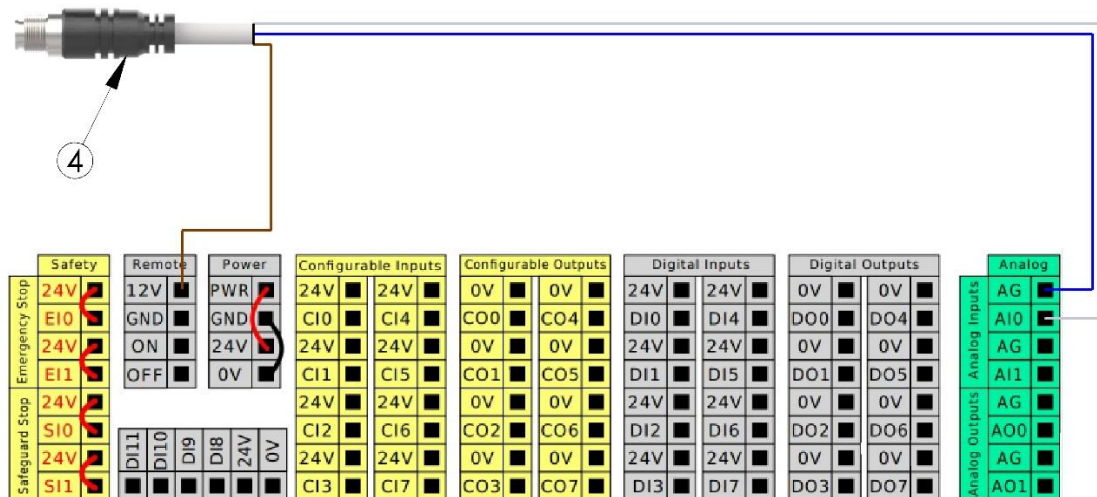 4
Safety Remote Power Configurable Inputs Configurable Outputs Digital Inputs Digital Outputs Analog
Emergency Stop
Safeguard Stop
Analog Inputs
Analog Outputs
24V 12V PWR 24V 24V 0V 0V 24V 24V 0V 0V AG
EI0 GND GND CI0 CI4 CO0 CO4 DI0 DI4 DO0 DO4 AI0
24V ON 24V 24V 24V 0V 0V 24V 24V 0V 0V AG
EI1 OFF 0V CI1 CI5 CO1 CO5 DI1 DI5 DO1 DO5 AI1
24V 24V 24V 0V 0V 24V 24V 0V 0V AG
SI0 CI2 CI6 CO2 CO6 DI2 DI6 DO2 DO6 AO0
24V 24V 24V 0V 0V 24V 24V 0V 0V AG
SI1 CI3 CI7 CO3 CO7 DI3 DI7 DO3 DO7 AO1
DI11 DI10 DI9 DI8 24V 0V